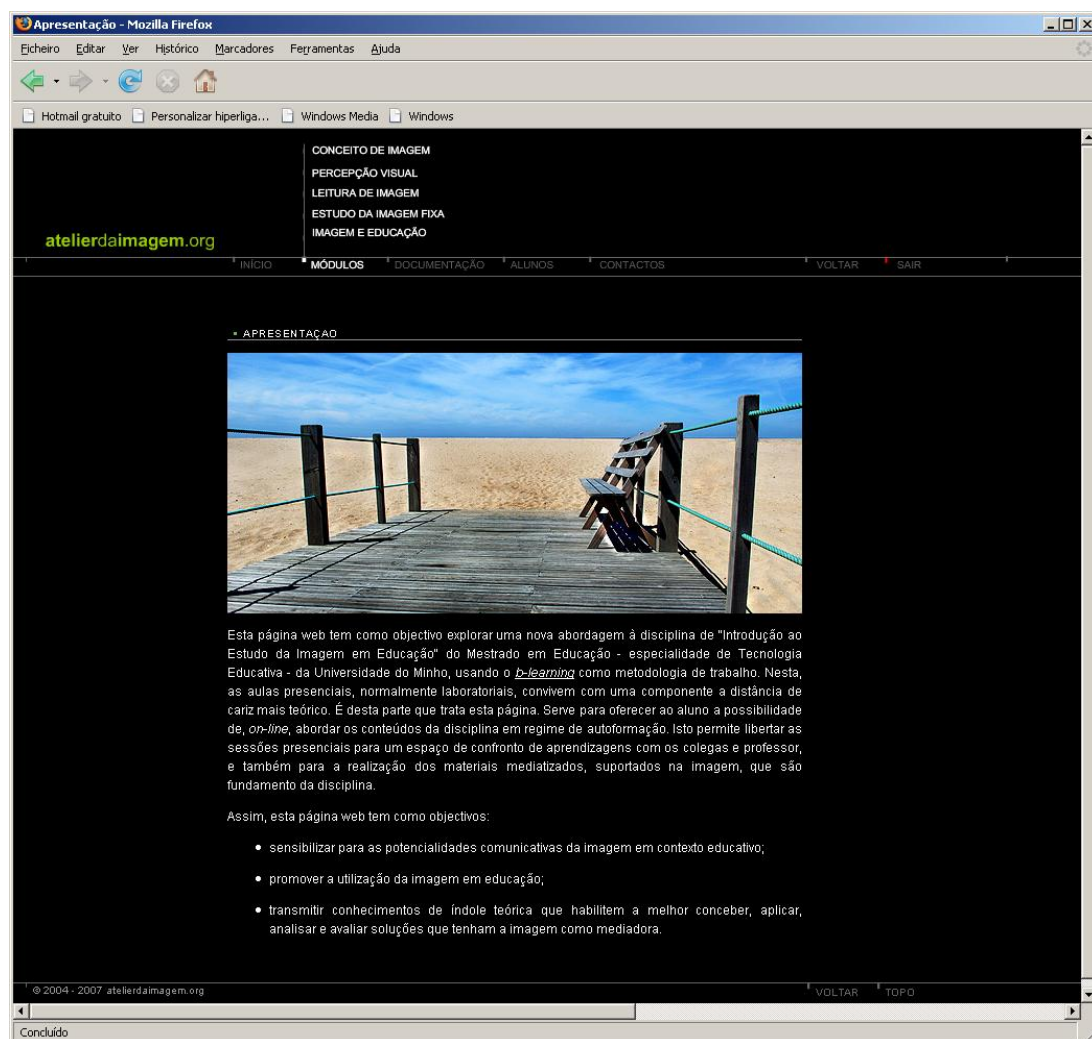 Apresentação - Mozilla Firefox
Ficheiro Editar Ver Histórico Marcadores Ferramentas Ajuda
Hotmail gratuito Personalizar hiperliga... Windows Media Windows
CONCEITO DE IMAGEM
PERCEPÇÃO VISUAL
LEITURA DE IMAGEM
ESTUDO DA IMAGEM FIXA
IMAGEM E EDUCAÇÃO
atelierdaimagem.org
INÍCIO MÓDULOS DOCUMENTAÇÃO ALUNOS CONTACTOS VOLTAR SAIR
APRESENTAÇAO
Esta página web tem como objectivo explorar uma nova abordagem à disciplina de "Introdução ao
Estudo da Imagem em Educação" do Mestrado em Educação - especialidade de Tecnologia
Educativa - da Universidade do Minho, usando o b-learning como metodologia de trabalho. Nesta,
as aulas presenciais, normalmente laboratoriais, convivem com uma componente a distância de
cariz mais teórico. É desta parte que trata esta página. Serve para oferecer ao aluno a possibilidade
de, on-line, abordar os conteúdos da disciplina em regime de autoformação. Isto permite libertar as
sessões presenciais para um espaço de confronto de aprendizagens com os colegas e professor,
e também para a realização dos materiais mediatizados, suportados na imagem, que são
fundamento da disciplina.
Assim, esta página web tem como objectivos:
• sensibilizar para as potencialidades comunicativas da imagem em contexto educativo;
• promover a utilização da imagem em educação;
• transmitir conhecimentos de índole teórica que habilitem a melhor conceber, aplicar,
analisar e avaliar soluções que tenham a imagem como mediadora.
© 2004 - 2007 atelierdaimagem.org VOLTAR TOPO
Concluído